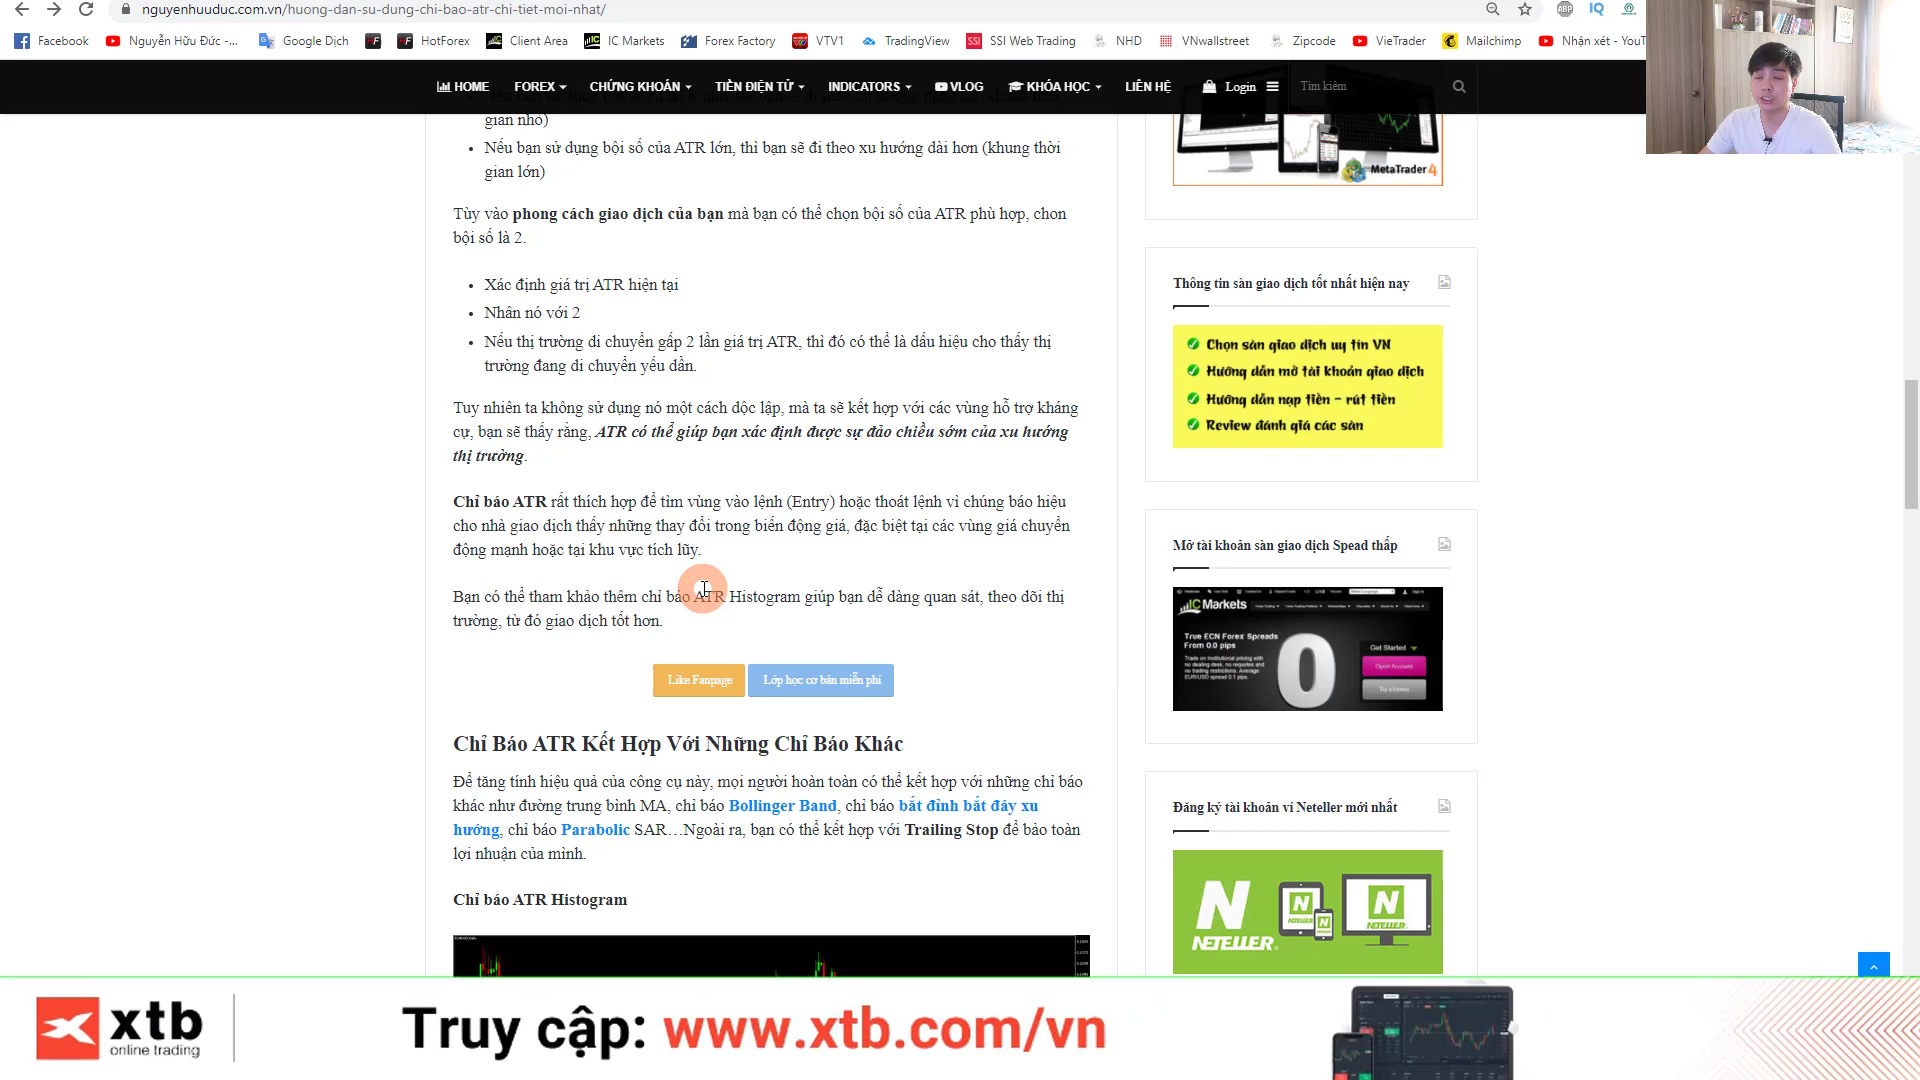 nguyenhuuduc.com.vn/huong-dan-su-dung-chi-bao-atr-chi-tiet-moi-nhat/
ABP
IQ
Facebook
Nguyễn Hữu Đức -...
Google Dịch
HotForex
Client Area
IC Markets
Forex Factory
VTV1
TradingView
SSI Web Trading
NHD
VNwallstreet
Zipcode
VieTrader
Mailchimp
Nhận xét - YouT
HOME
FOREX
CHỨNG KHOÁN
TIỀN ĐIỆN TỬ
INDICATORS
VLOG
KHÓA HỌC
LIÊN HỆ
Login
Tìm kiếm
gian nhỏ)
• Nếu bạn sử dụng bội số của ATR lớn, thì bạn sẽ đi theo xu hướng dài hơn (khung thời
gian lớn)
Tùy vào phong cách giao dịch của bạn mà bạn có thể chọn bội số của ATR phù hợp, chon
bội số là 2.
• Xác định giá trị ATR hiện tại
• Nhân nó với 2
• Nếu thị trường di chuyển gấp 2 lần giá trị ATR, thì đó có thể là dấu hiệu cho thấy thị
trường đang di chuyển yếu dần.
Tuy nhiên ta không sử dụng nó một cách dộc lập, mà ta sẽ kết hợp với các vùng hỗ trợ kháng
cự, bạn sẽ thấy rằng, ATR có thể giúp bạn xác định được sự đảo chiều sớm của xu hướng
thị trường.
Chỉ báo ATR rất thích hợp để tìm vùng vào lệnh (Entry) hoặc thoát lệnh vì chúng báo hiệu
cho nhà giao dịch thấy những thay đổi trong biến động giá, đặc biệt tại các vùng giá chuyển
động mạnh hoặc tại khu vực tích lũy.
Bạn có thể tham khảo thêm chỉ báo ATR Histogram giúp bạn dễ dàng quan sát, theo dõi thị
trường, từ đó giao dịch tốt hơn.
Like Fanpage
Lớp học cơ bản miễn phí
Chỉ Báo ATR Kết Hợp Với Những Chỉ Báo Khác
Để tăng tính hiệu quả của công cụ này, mọi người hoàn toàn có thể kết hợp với những chỉ báo
khác như đường trung bình MA, chỉ báo Bollinger Band, chỉ báo bắt đỉnh bắt đáy xu
hướng, chỉ báo Parabolic SAR…Ngoài ra, bạn có thể kết hợp với Trailing Stop để bảo toàn
lợi nhuận của mình.
Chỉ báo ATR Histogram
MetaTrader 4
Thông tin sàn giao dịch tốt nhất hiện nay
Chọn sàn giao dịch uy tín VN
Hướng dẫn mở tài khoản giao dịch
Hướng dẫn nạp tiền – rút tiền
Review đánh giá các sàn
Mở tài khoản sàn giao dịch Spead thấp
IC Markets
True ECN Forex Spreads
From 0.0 pips
0
Get Started
Open Account
Try a Demo
Đăng ký tài khoản ví Neteller mới nhất
N
N
N
N
NETELLER
NETELLER
xtb
online trading
Truy cập: www.xtb.com/vn